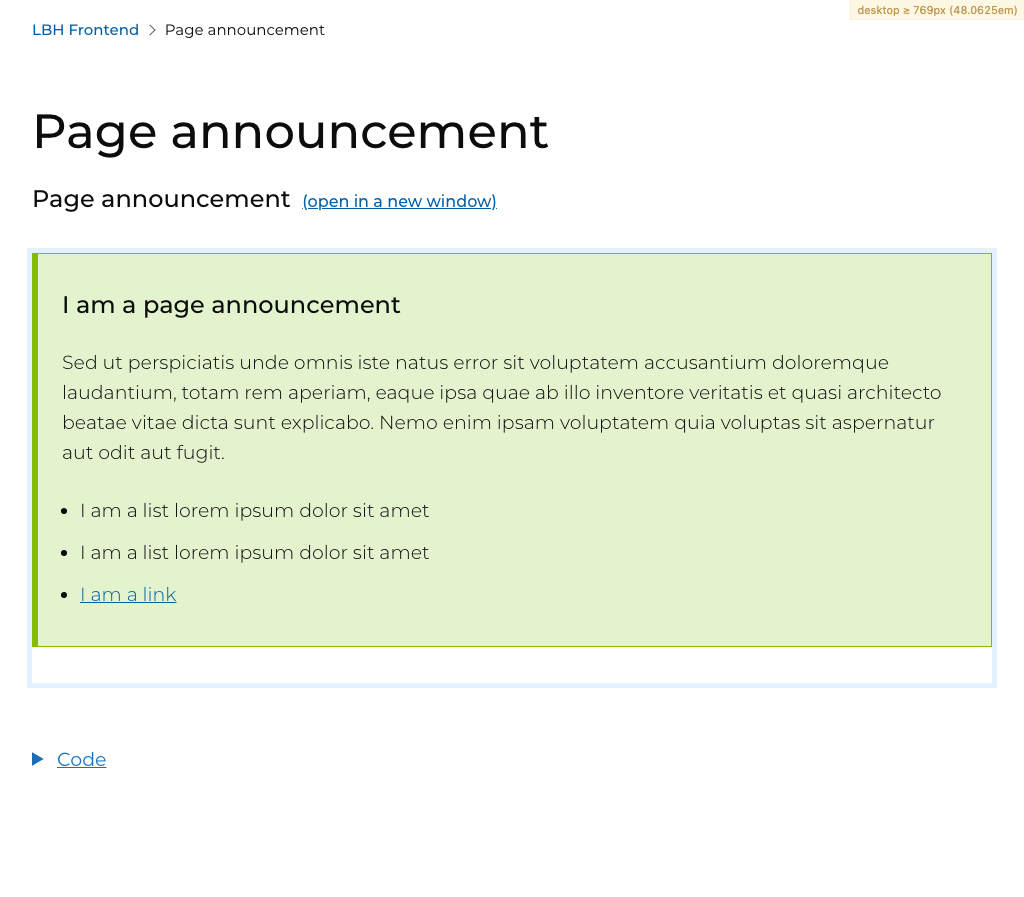 desktop ≥ 769px (48.0625em)
LBH Frontend > Page announcement
Page announcement
Page announcement (open in a new window)
I am a page announcement
Sed ut perspiciatis unde omnis iste natus error sit voluptatem accusantium doloremque
laudantium, totam rem aperiam, eaque ipsa quae ab illo inventore veritatis et quasi architecto
beatae vitae dicta sunt explicabo. Nemo enim ipsam voluptatem quia voluptas sit aspernatur
aut odit aut fugit.
• I am a list lorem ipsum dolor sit amet
• I am a list lorem ipsum dolor sit amet
• I am a link
Code